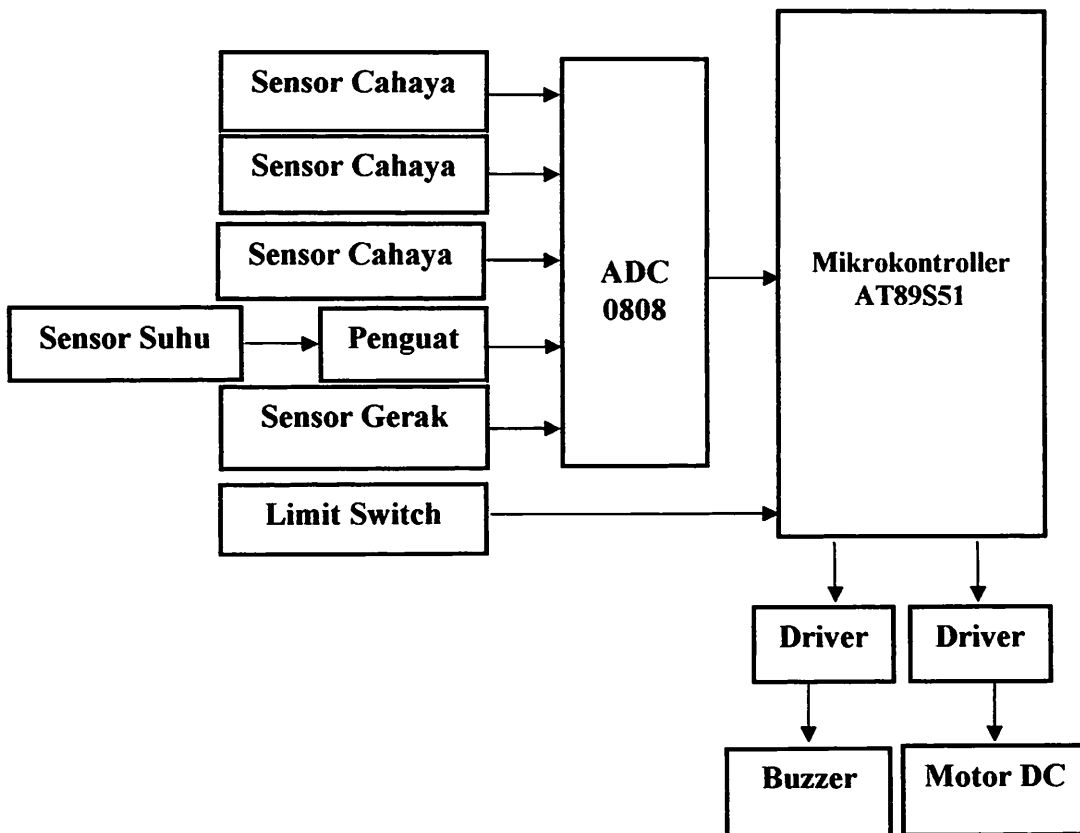 Sensor Cahaya
Sensor Cahaya
Sensor Cahaya
Sensor Suhu
Penguat
Sensor Gerak
Limit Switch
ADC
0808
Mikrokontroller
AT89S51
Driver
Driver
Buzzer
Motor DC